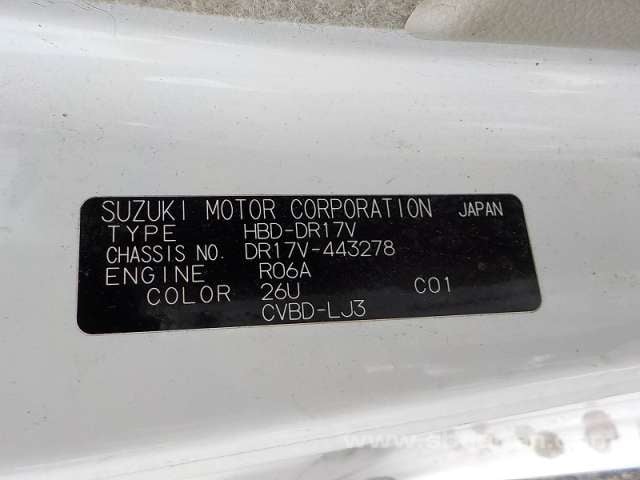 SUZUKI MOTOR CORPORATION JAPAN
TYPE HBD-DR17V
CHASSIS NO. DR17V-443278
ENGINE R06A
COLOR 26U C01
CVBD-LJ3